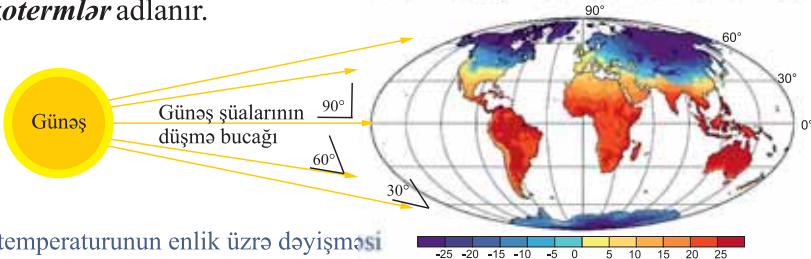 adlanır.
90°
60°
30°
0°
Günəş
Günəş şüalarının
düşmə bucağı
90°
60°
30°
temperaturunun enlik üzrə dəyişməsi
-25 -20 -15 -10 -5 0 5 10 15 20 25